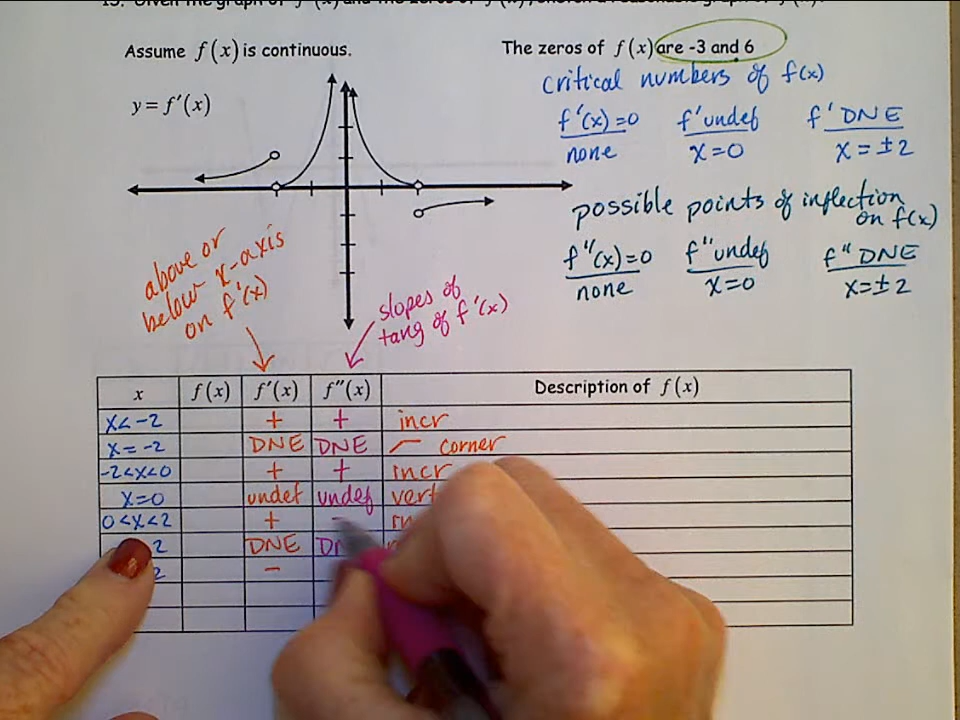 Assume f(x) is continuous.
The zeros of f(x) are -3 and 6
critical numbers of f(x)
y = f'(x)
f'(x)=0 f'undef f' DNE
none x=0 x=±2
possible points of inflection
on f(x)
f"(x)=0 f"undef f" DNE
none x=0 x=±2
above or
below x-axis
on f'(x)
slopes of
tang of f'(x)
x f(x) f'(x) f"(x) Description of f(x)
x<-2 + + incr
x=-2 DNE DNE corner
-2<x<0 + + incr
x=0 undef undef vert
0<x<2 + -
2 DNE
2 -